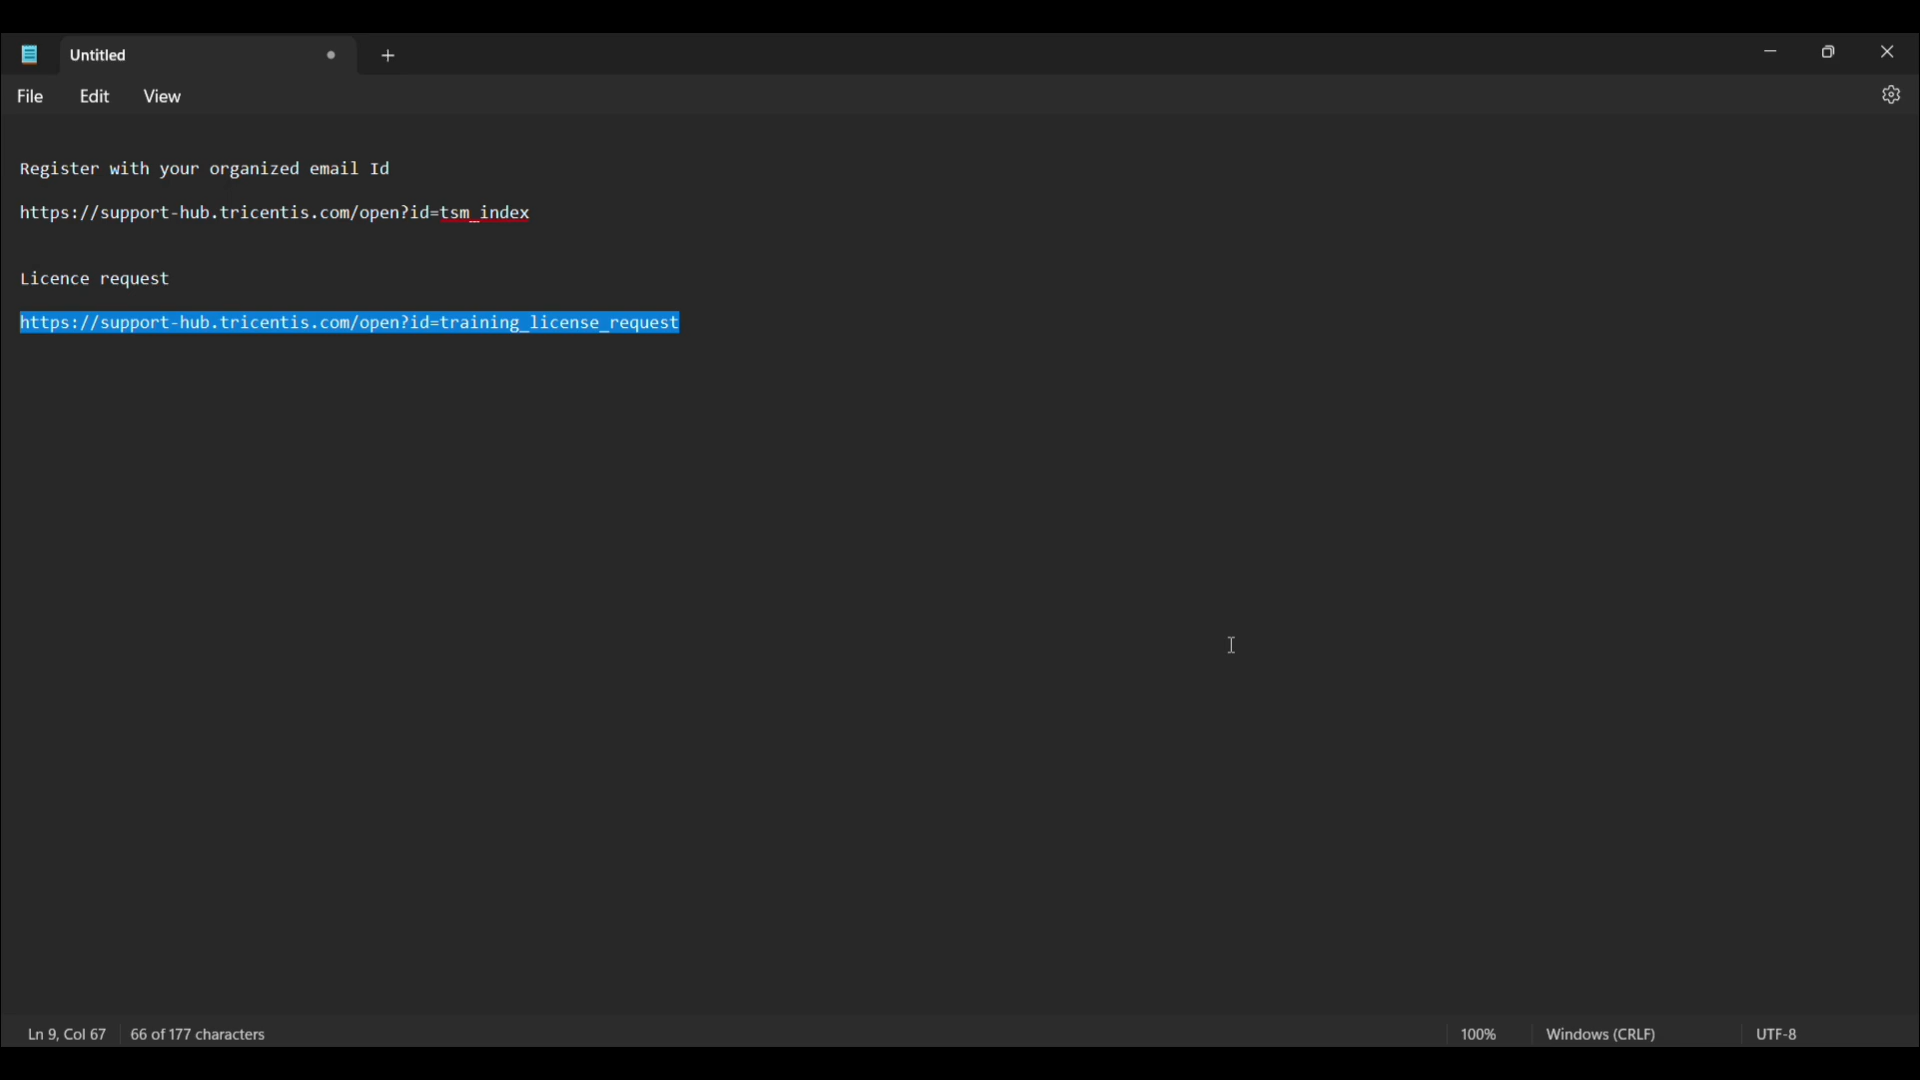 Untitled
File Edit View
Register with your organized email Id
https://support-hub.tricentis.com/open?id=tsm_index
Licence request
https://support-hub.tricentis.com/open?id=training_license_request
Ln 9, Col 67 66 of 177 characters 100% Windows (CRLF) UTF-8